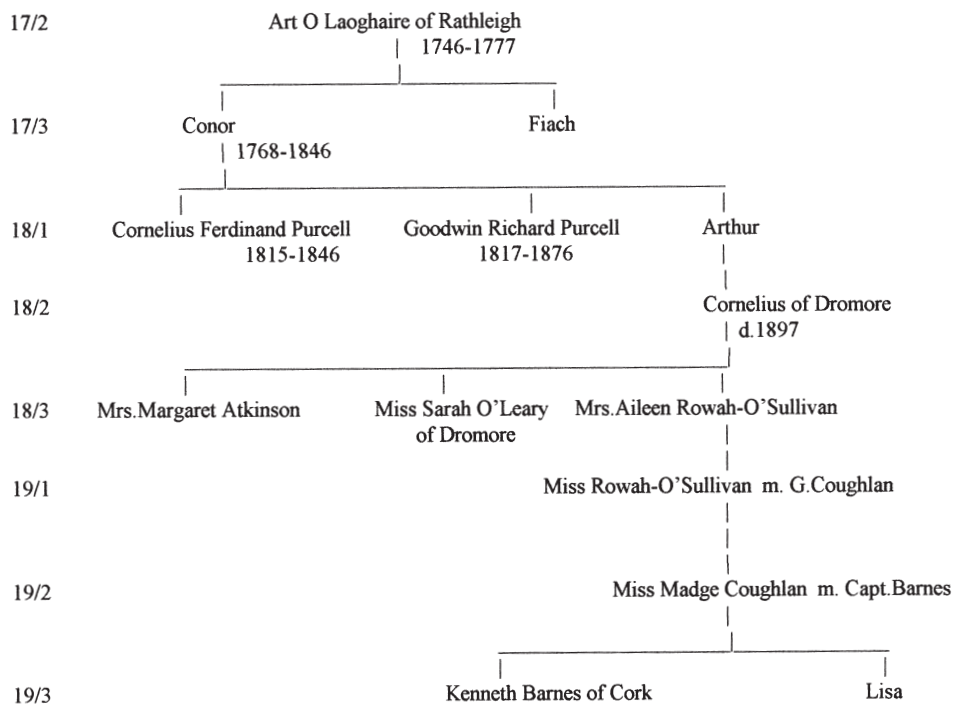 17/2 Art O Laoghaire of Rathleigh
1746-1777
17/3 Conor Fiach
1768-1846
18/1 Cornelius Ferdinand Purcell Goodwin Richard Purcell Arthur
1815-1846 1817-1876
18/2 Cornelius of Dromore
d.1897
18/3 Mrs.Margaret Atkinson Miss Sarah O'Leary Mrs.Aileen Rowah-O'Sullivan
of Dromore
19/1 Miss Rowah-O'Sullivan m. G.Coughlan
19/2 Miss Madge Coughlan m. Capt.Barnes
19/3 Kenneth Barnes of Cork Lisa